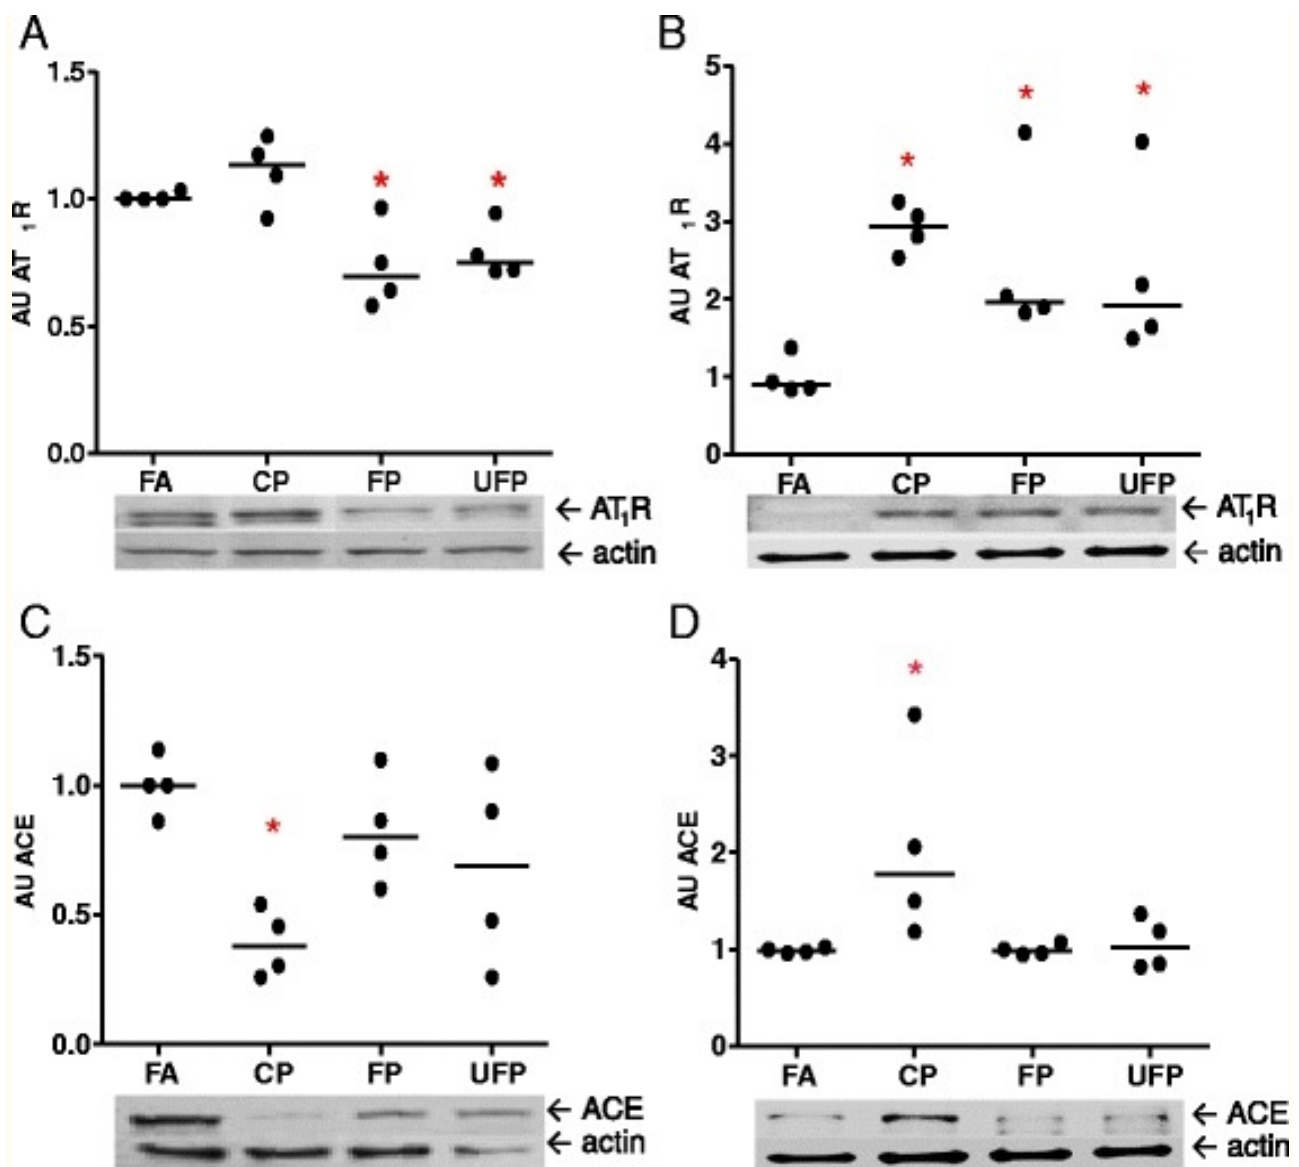 A
B
1.5
1.0
0.5
0.0
AU AT 1R
*
*
FA CP FP UFP
← AT1R
← actin
5
4
3
2
1
0
AU AT 1R
*
*
*
FA CP FP UFP
← AT1R
← actin
C
D
1.5
1.0
0.5
0.0
AU ACE
*
FA CP FP UFP
← ACE
← actin
4
3
2
1
0
AU ACE
*
FA CP FP UFP
← ACE
← actin